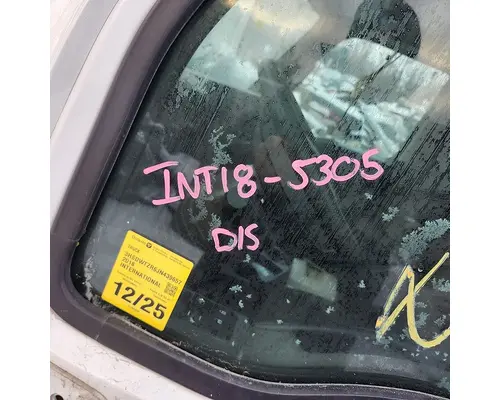 INT18-5305
DIS
2018
INTERNATIONAL
12/25